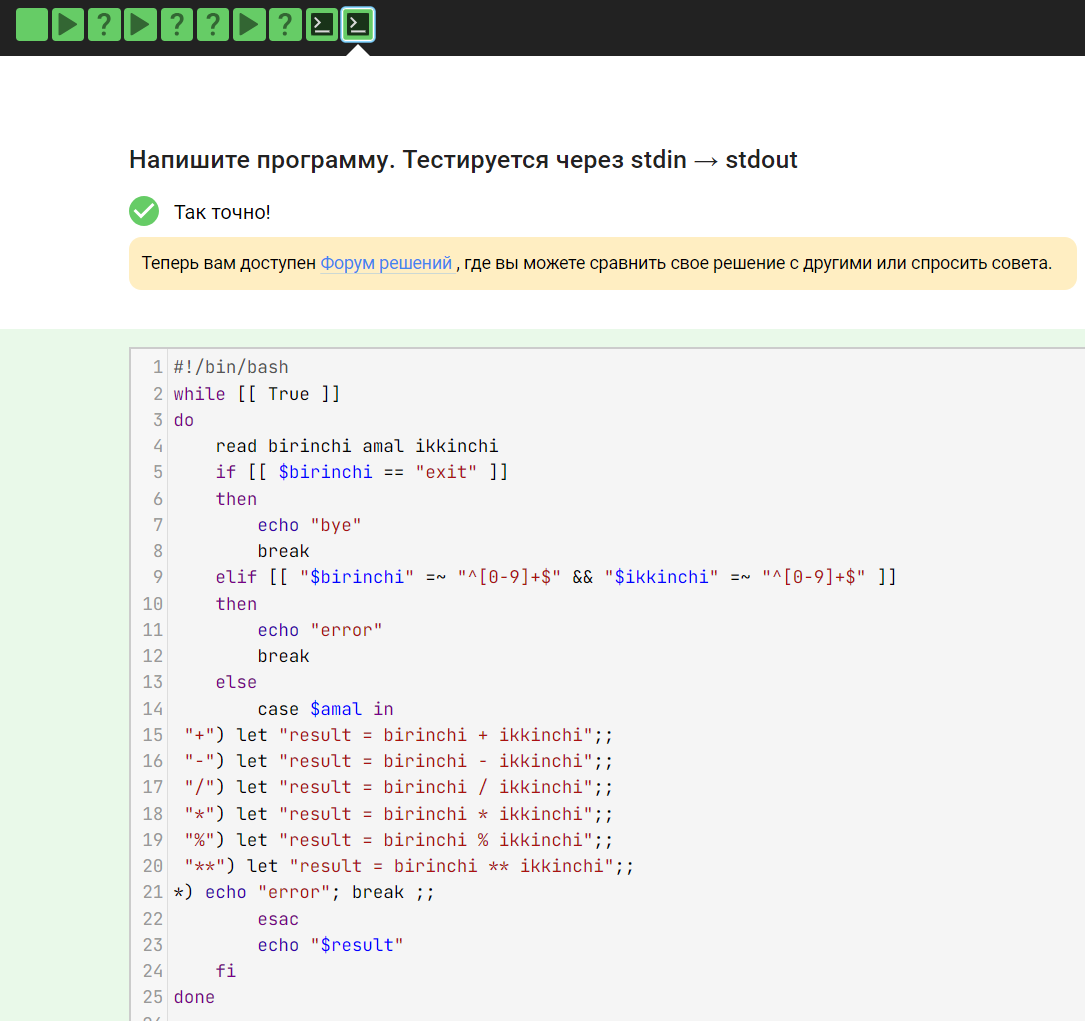 ? ? ? ?
Напишите программу. Тестируется через stdin → stdout
Так точно!
Теперь вам доступен Форум решений , где вы можете сравнить свое решение с другими или спросить совета.
1 #!/bin/bash
2 while [[ True ]]
3 do
4     read birinchi amal ikkinchi
5     if [[ $birinchi == "exit" ]]
6     then
7         echo "bye"
8         break
9     elif [[ "$birinchi" =~ "^[0-9]+$" && "$ikkinchi" =~ "^[0-9]+$" ]]
10     then
11         echo "error"
12         break
13     else
14         case $amal in
15  "+") let "result = birinchi + ikkinchi";;
16  "-") let "result = birinchi - ikkinchi";;
17  "/") let "result = birinchi / ikkinchi";;
18  "*") let "result = birinchi * ikkinchi";;
19  "%") let "result = birinchi % ikkinchi";;
20  "**") let "result = birinchi ** ikkinchi";;
21 *) echo "error"; break ;;
22         esac
23         echo "$result"
24     fi
25 done